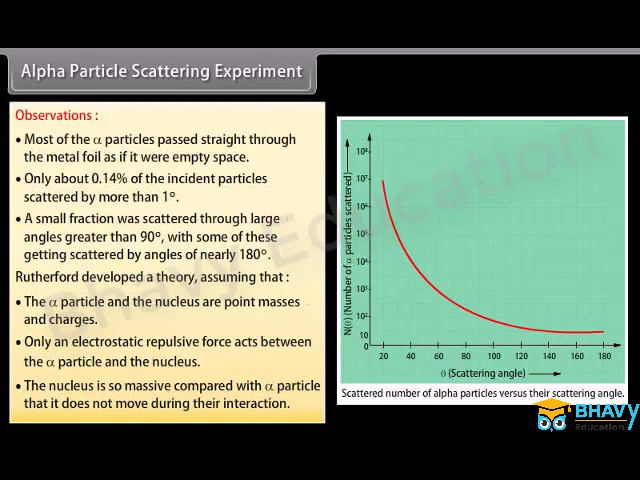 Alpha Particle Scattering Experiment
Observations :
• Most of the α particles passed straight through
the metal foil as if it were empty space.
• Only about 0.14% of the incident particles
scattered by more than 1°.
• A small fraction was scattered through large
angles greater than 90°, with some of these
getting scattered by angles of nearly 180°.
Rutherford developed a theory, assuming that :
• The α particle and the nucleus are point masses
and charges.
• Only an electrostatic repulsive force acts between
the α particle and the nucleus.
• The nucleus is so massive compared with α particle
that it does not move during their interaction.
N(θ) (Number of α particles scattered)
10⁸
10⁷
10⁶
10⁵
10⁴
10³
10²
10
0
20 40 60 80 100 120 140 160 180
θ (Scattering angle)
Scattered number of alpha particles versus their scattering angle.
Bhavy Education
BHAVY
Education